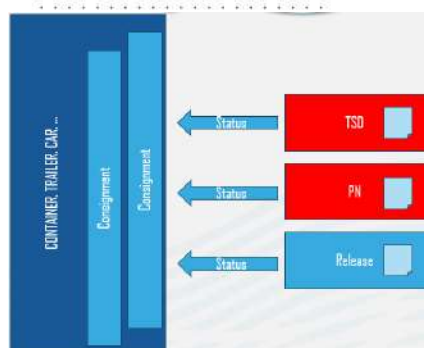 CONTAINER, TRAILER, CAR, ...
Consignment
Consignment
Status
TSD
Status
PN
Status
Release